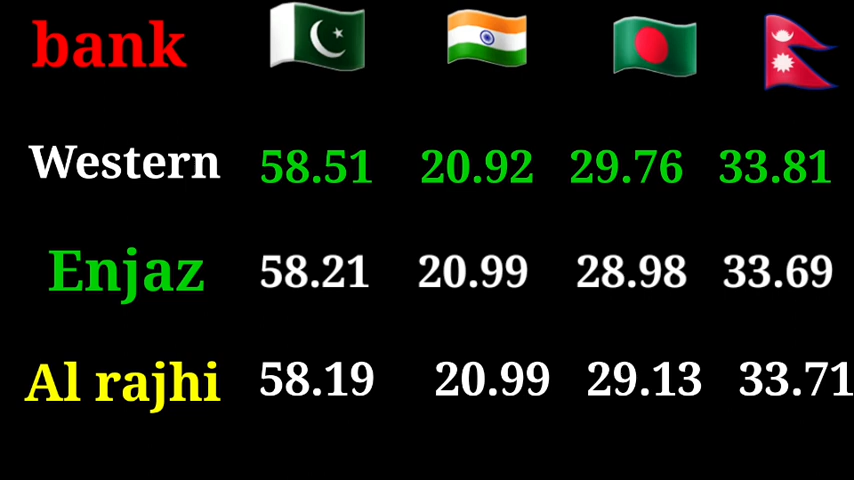 bank
Western 58.51 20.92 29.76 33.81
Enjaz 58.21 20.99 28.98 33.69
Al rajhi 58.19 20.99 29.13 33.71